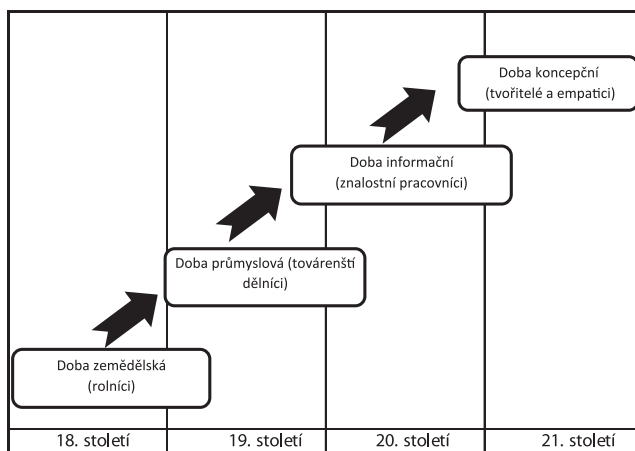 Doba koncepční
(tvořitelé a empatici)
Doba informační
(znalostní pracovníci)
Doba průmyslová (továrenští
dělníci)
Doba zemědělská
(rolníci)
18. století
19. století
20. století
21. století